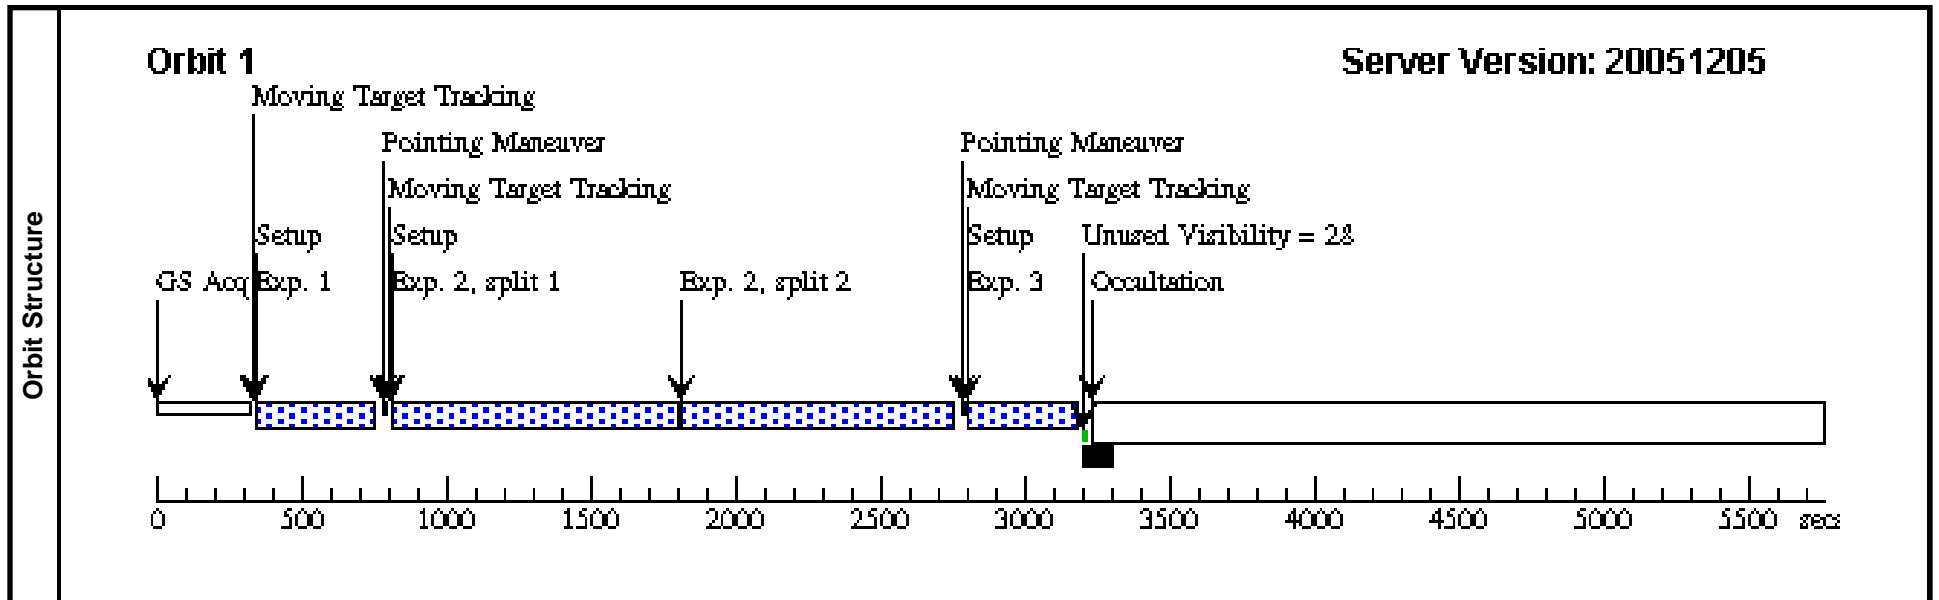 Orbit Structure
Orbit 1
Server Version: 20051205
Moving Target Tracking
Pointing Maneuver
Pointing Maneuver
Moving Target Tracking
Moving Target Tracking
Setup
Setup
Setup
Unused Visibility = 28
GS Acq
Exp. 1
Exp. 2, split 1
Exp. 2, split 2
Exp. 3
Occultation
0 500 1000 1500 2000 2500 3000 3500 4000 4500 5000 5500 secs